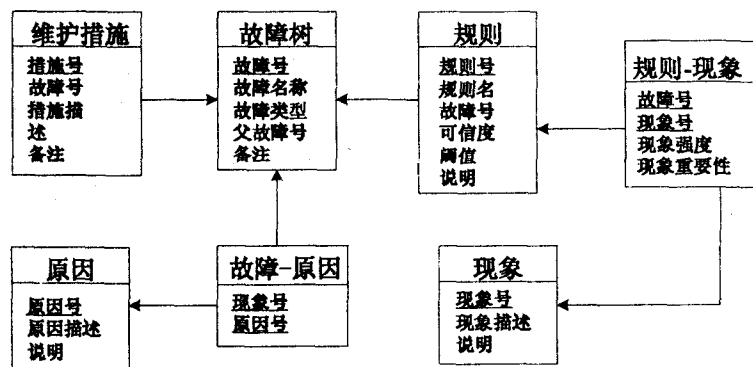 维护措施
措施号
故障号
措施描
述
备注
故障树
故障号
故障名称
故障类型
父故障号
备注
规则
规则号
规则名
故障号
可信度
阈值
说明
规则-现象
故障号
现象号
现象强度
现象重要性
原因
原因号
原因描述
说明
故障-原因
现象号
原因号
现象
现象号
现象描述
说明